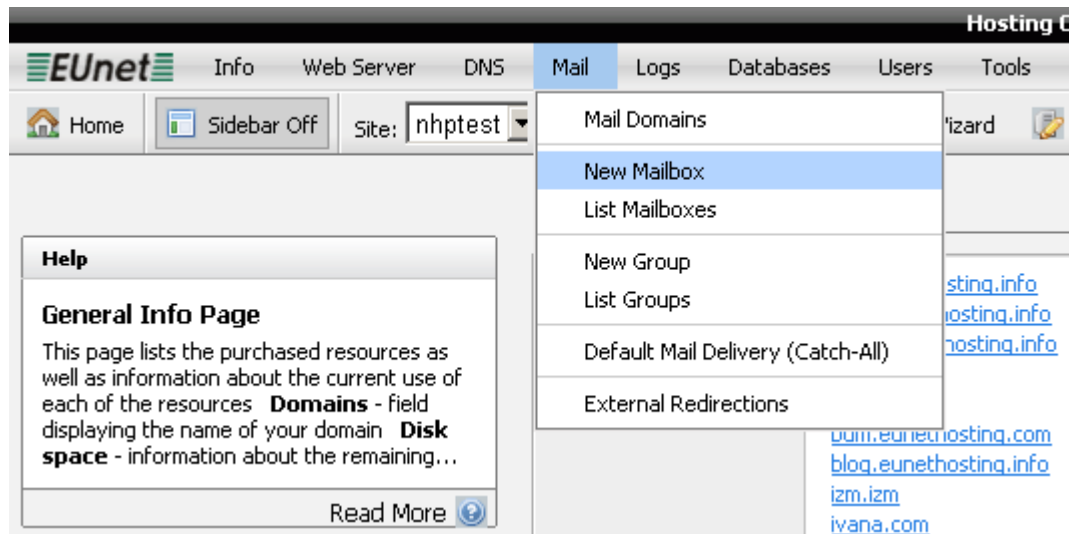 Hosting
EUnet Info Web Server DNS Mail Logs Databases Users Tools
Home Sidebar Off Site: nhptest
Mail Domains
New Mailbox
List Mailboxes
New Group
List Groups
Default Mail Delivery (Catch-All)
External Redirections
Help
General Info Page
This page lists the purchased resources as
well as information about the current use of
each of the resources Domains - field
displaying the name of your domain Disk
space - information about the remaining...
Read More
sting.info
osting.info
hosting.info
bum.eunethosting.com
blog.eunethosting.info
izm.izm
ivana.com